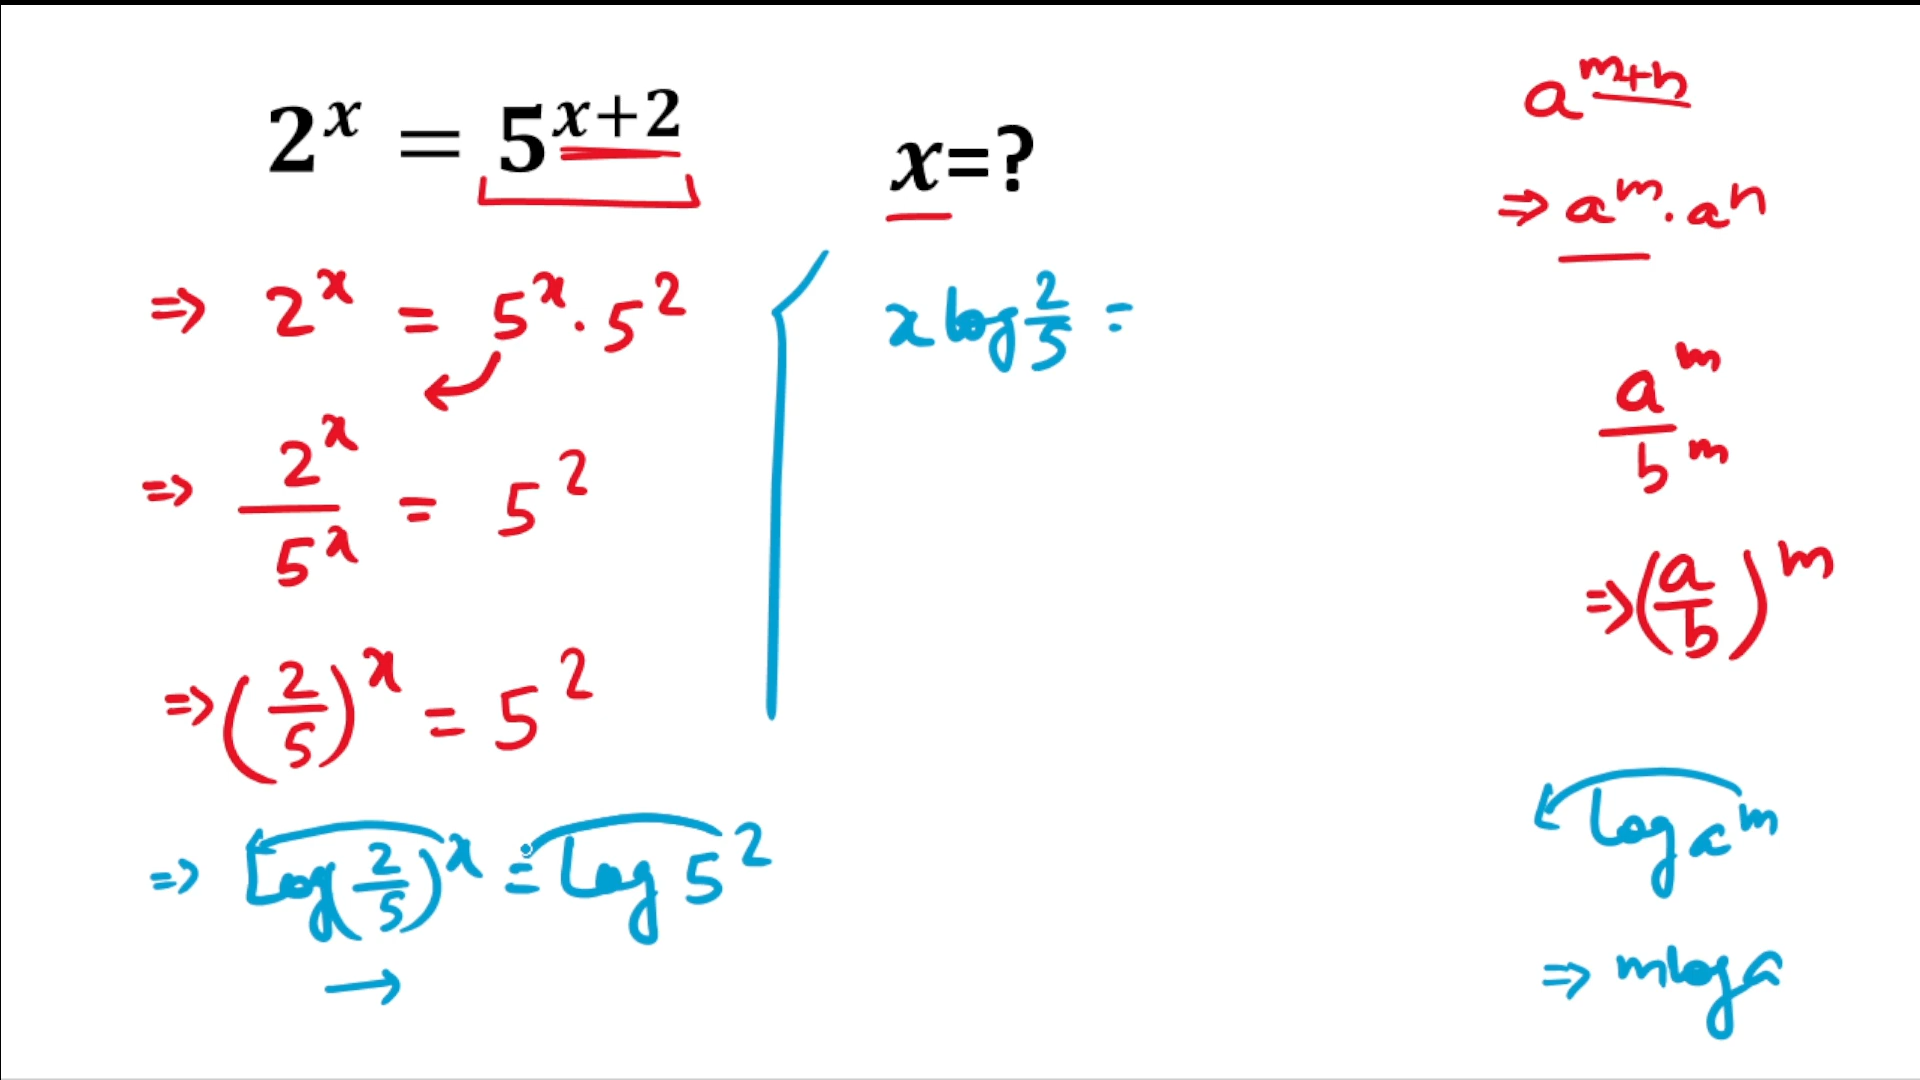 2^x = 5^{x+2} x=?
⇒ 2^x = 5^x · 5^2
⇒ 2^x / 5^x = 5^2
⇒ (2/5)^x = 5^2
⇒ log(2/5)^x = log 5^2
x log 2/5 =
a^{m+n}
⇒ a^m · a^n
a^m / b^m
⇒ (a/b)^m
log a^m
⇒ m log a